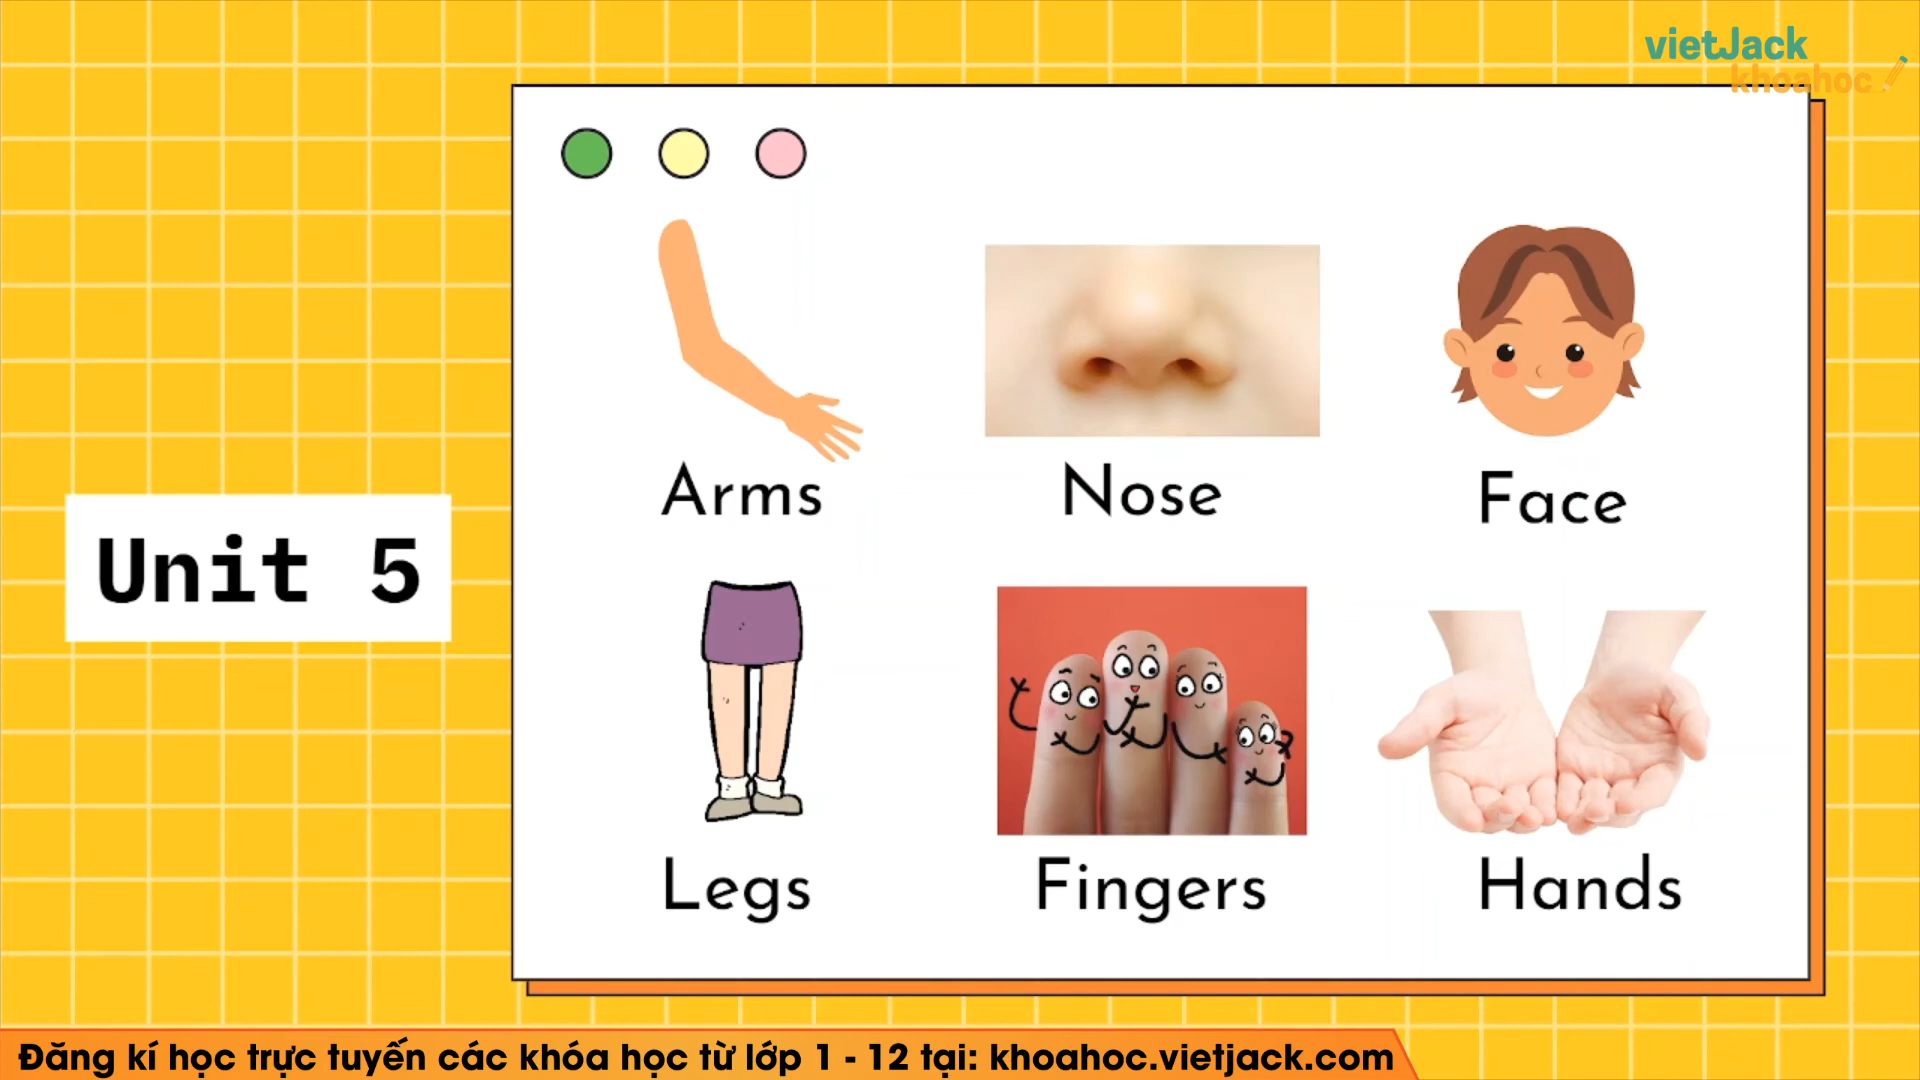 vietJack
khoahoc
Arms
Nose
Face
Unit 5
Legs
Fingers
Hands
Đăng kí học trực tuyến các khóa học từ lớp 1 - 12 tại: khoahoc.vietjack.com